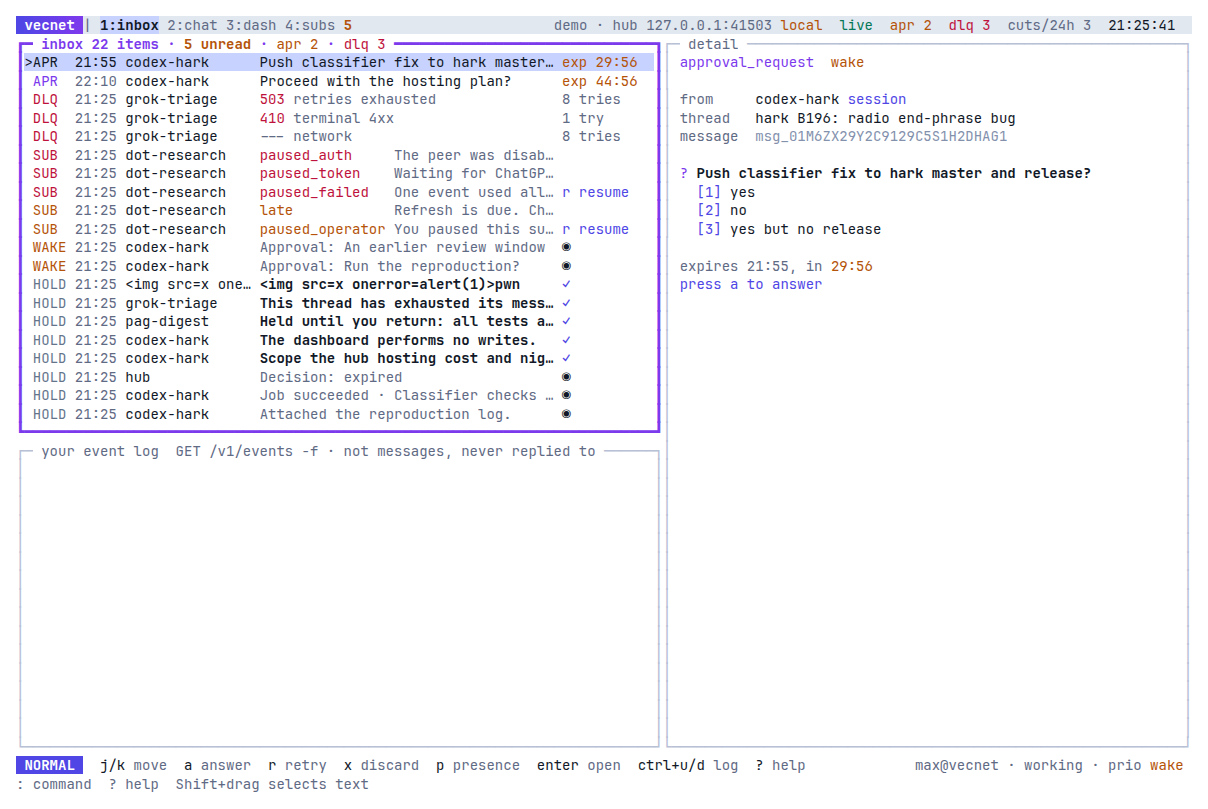 vecnet | 1:inbox 2:chat 3:dash 4:subs 5 demo · hub 127.0.0.1:41503 local live apr 2 dlq 3 cuts/24h 3 21:25:41
inbox 22 items · 5 unread · apr 2 · dlq 3
>APR 21:55 codex-hark Push classifier fix to hark master… exp 29:56
APR 22:10 codex-hark Proceed with the hosting plan? exp 44:56
DLQ 21:25 grok-triage 503 retries exhausted 8 tries
DLQ 21:25 grok-triage 410 terminal 4xx 1 try
DLQ 21:25 grok-triage --- network 8 tries
SUB 21:25 dot-research paused_auth The peer was disab…
SUB 21:25 dot-research paused_token Waiting for ChatGP…
SUB 21:25 dot-research paused_failed One event used all… r resume
SUB 21:25 dot-research late Refresh is due. Ch…
SUB 21:25 dot-research paused_operator You paused this su… r resume
WAKE 21:25 codex-hark Approval: An earlier review window ◉
WAKE 21:25 codex-hark Approval: Run the reproduction? ◉
HOLD 21:25 <img src=x one… <img src=x onerror=alert(1)>pwn ✓
HOLD 21:25 grok-triage This thread has exhausted its mess… ✓
HOLD 21:25 pag-digest Held until you return: all tests a… ✓
HOLD 21:25 codex-hark The dashboard performs no writes. ✓
HOLD 21:25 codex-hark Scope the hub hosting cost and nig… ✓
HOLD 21:25 hub Decision: expired ◉
HOLD 21:25 codex-hark Job succeeded · Classifier checks … ◉
HOLD 21:25 codex-hark Attached the reproduction log. ◉
detail
approval_request wake
from codex-hark session
thread hark B196: radio end-phrase bug
message msg_01M6ZX29Y2C9129C5S1H2DHAG1
? Push classifier fix to hark master and release?
[1] yes
[2] no
[3] yes but no release
expires 21:55, in 29:56
press a to answer
your event log GET /v1/events -f · not messages, never replied to
NORMAL j/k move a answer r retry x discard p presence enter open ctrl+u/d log ? help max@vecnet · working · prio wake
: command ? help Shift+drag selects text